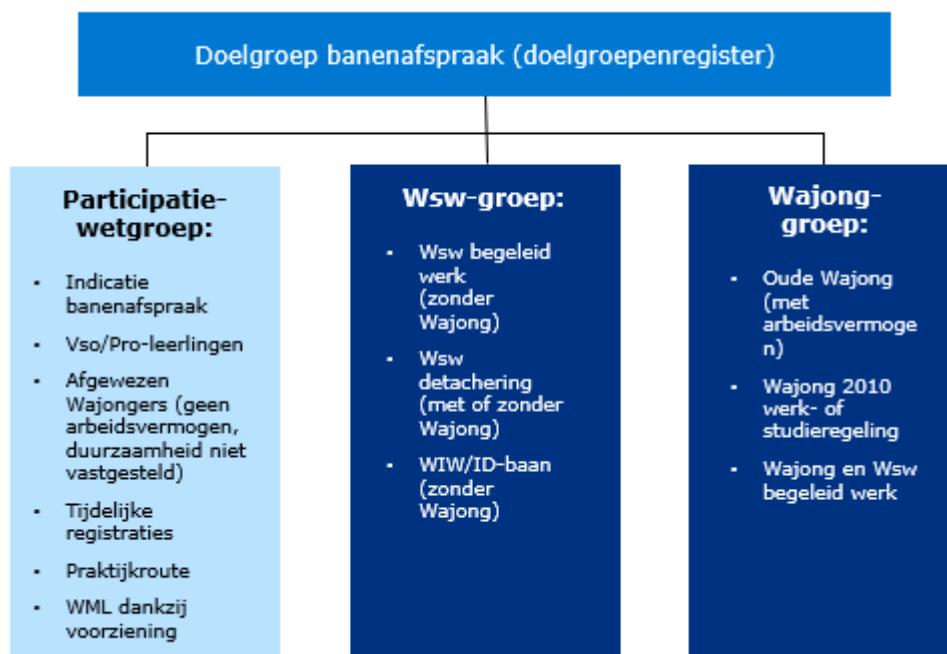 Doelgroep banenafspraak (doelgroepenregister)
Participatie-
wetgroep:
▪ Indicatie
banenafspraak
▪ Vso/Pro-leerlingen
▪ Afgewezen
Wajongers (geen
arbeidsvermogen,
duurzaamheid niet
vastgesteld)
▪ Tijdelijke
registraties
▪ Praktijkroute
▪ WML dankzij
voorziening
Wsw-groep:
▪ Wsw begeleid
werk
(zonder
Wajong)
▪ Wsw
detachering
(met of zonder
Wajong)
▪ WIW/ID-baan
(zonder
Wajong)
Wajong-
groep:
▪ Oude Wajong
(met
arbeidsvermoge
n)
▪ Wajong 2010
werk- of
studieregeling
▪ Wajong en Wsw
begeleid werk